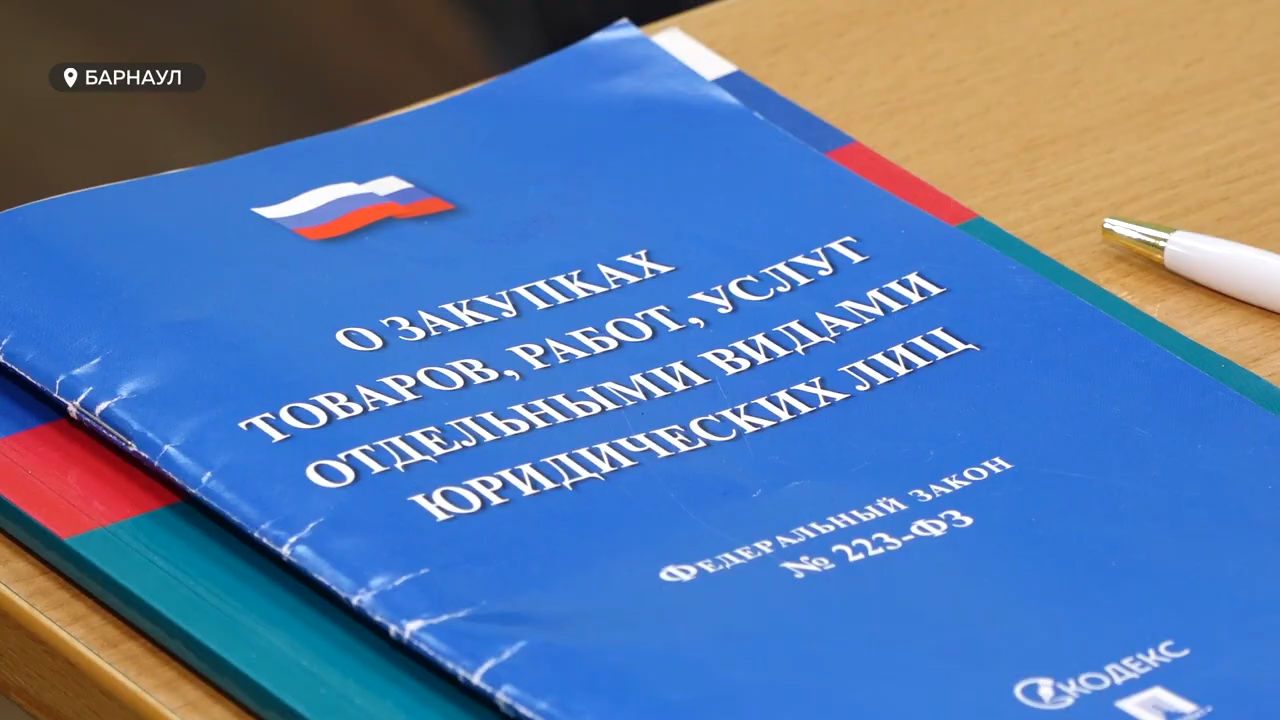 БАРНАУЛ
О ЗАКУПКАХ
ТОВАРОВ, РАБОТ, УСЛУГ
ОТДЕЛЬНЫМИ ВИДАМИ
ЮРИДИЧЕСКИХ ЛИЦ
ФЕДЕРАЛЬНЫЙ ЗАКОН
№ 223-ФЗ
КОДЕКС